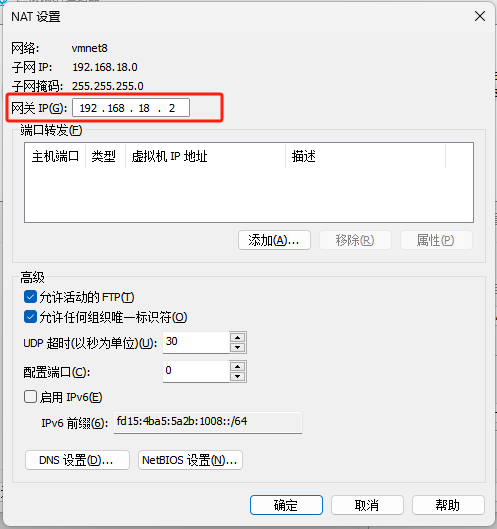 NAT 设置
网络: vmnet8
子网 IP: 192.168.18.0
子网掩码: 255.255.255.0
网关 IP(G): 192 . 168 . 18 . 2
端口转发(F)
主机端口 类型 虚拟机 IP 地址 描述
添加(A)... 移除(R) 属性(P)
高级
允许活动的 FTP(T)
允许任何组织唯一标识符(O)
UDP 超时(以秒为单位)(U): 30
配置端口(C): 0
启用 IPv6(E)
IPv6 前缀(6): fd15:4ba5:5a2b:1008::/64
DNS 设置(D)... NetBIOS 设置(N)...
确定 取消 帮助